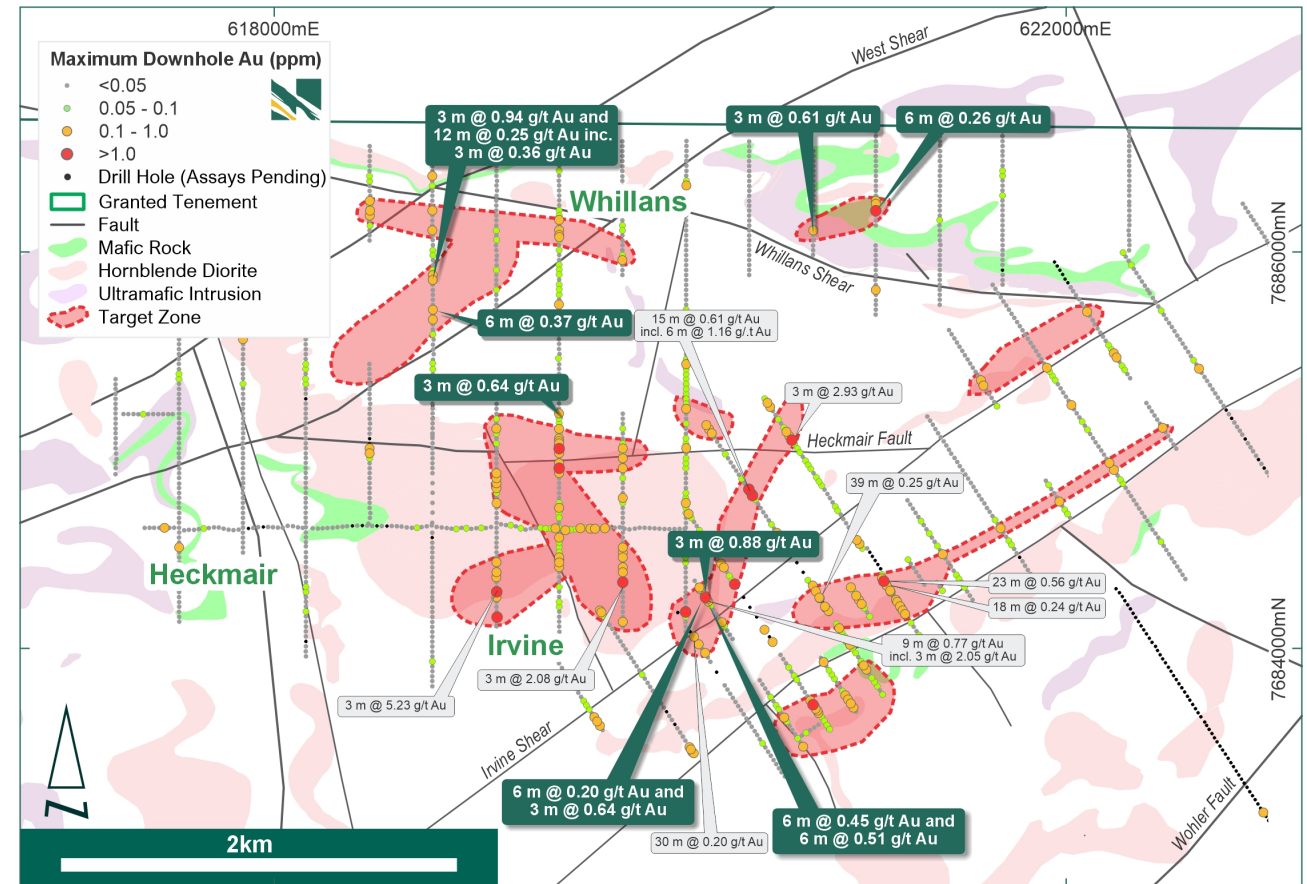 618000mE
622000mE
West Shear
Maximum Downhole Au (ppm)
<0.05
0.05 - 0.1
0.1 - 1.0
>1.0
Drill Hole (Assays Pending)
Granted Tenement
Fault
Mafic Rock
Hornblende Diorite
Ultramafic Intrusion
Target Zone
3 m @ 0.94 g/t Au and
12 m @ 0.25 g/t Au inc.
3 m @ 0.36 g/t Au
3 m @ 0.61 g/t Au
6 m @ 0.26 g/t Au
Whillans
Whillans Shear
7686000mN
6 m @ 0.37 g/t Au
15 m @ 0.61 g/t Au
incl. 6 m @ 1.16 g/.t Au
3 m @ 0.64 g/t Au
3 m @ 2.93 g/t Au
Heckmair Fault
39 m @ 0.25 g/t Au
3 m @ 0.88 g/t Au
Heckmair
23 m @ 0.56 g/t Au
18 m @ 0.24 g/t Au
Irvine
9 m @ 0.77 g/t Au
incl. 3 m @ 2.05 g/t Au
7684000mN
3 m @ 2.08 g/t Au
3 m @ 5.23 g/t Au
Irvine Shear
6 m @ 0.20 g/t Au and
3 m @ 0.64 g/t Au
6 m @ 0.45 g/t Au and
6 m @ 0.51 g/t Au
30 m @ 0.20 g/t Au
Wohler Fault
N
2km